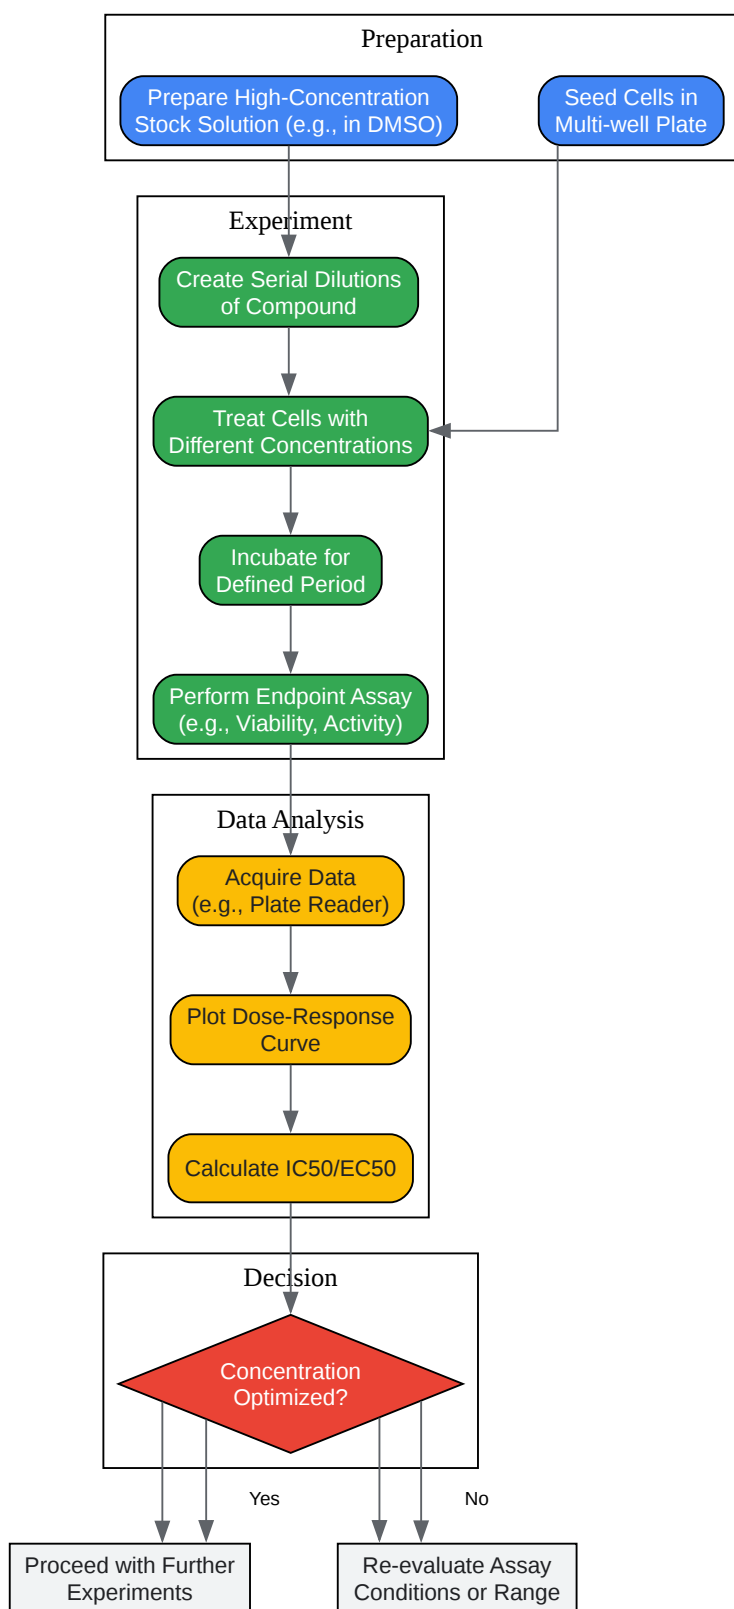 Preparation
Prepare High-Concentration
Stock Solution (e.g., in DMSO)
Seed Cells in
Multi-well Plate
Experiment
Create Serial Dilutions
of Compound
Treat Cells with
Different Concentrations
Incubate for
Defined Period
Perform Endpoint Assay
(e.g., Viability, Activity)
Data Analysis
Acquire Data
(e.g., Plate Reader)
Plot Dose-Response
Curve
Calculate IC50/EC50
Decision
Concentration
Optimized?
Yes
No
Proceed with Further
Experiments
Re-evaluate Assay
Conditions or Range